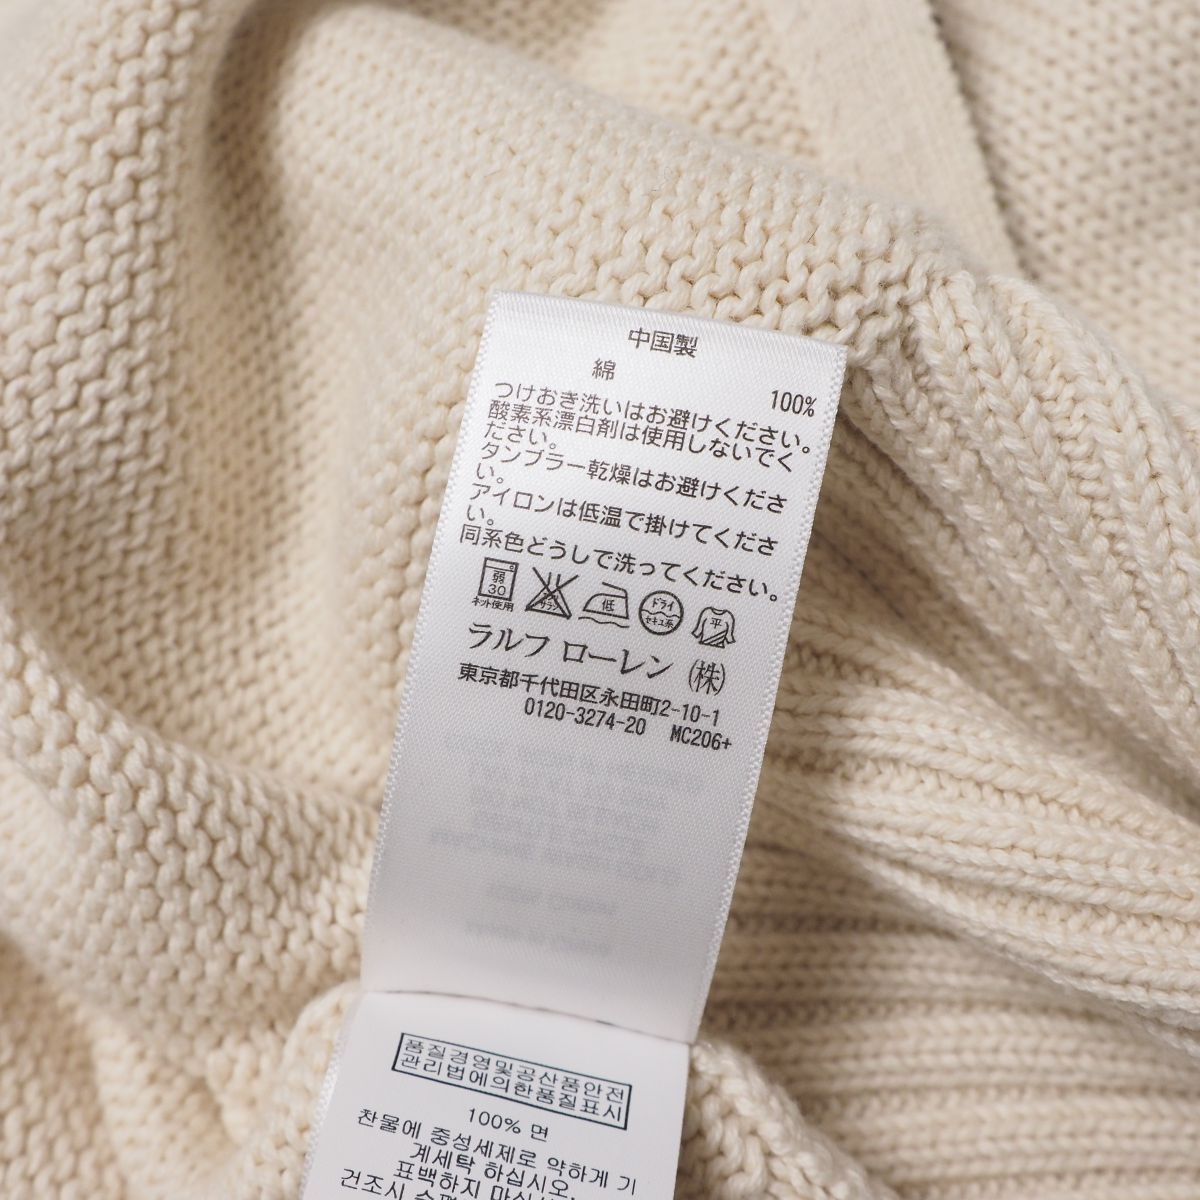 中国製
綿 100%
つけおき洗いはお避けください。
酸素系漂白剤は使用しないでく
ださい。
タンブラー乾燥はお避けくださ
い。
アイロンは低温で掛けてくださ
い。
同系色どうしで洗ってください。
弱
30
ネット使用
低
ドライ
セキユ系
平
ラルフ ローレン ㈱
東京都千代田区永田町2-10-1
0120-3274-20 MC206+
품질경영및공산품안전
관리법에의한품질표시
100% 면
찬물에 중성세제로 약하게 기
계세탁 하십시오
표백하지 마십시
건조시